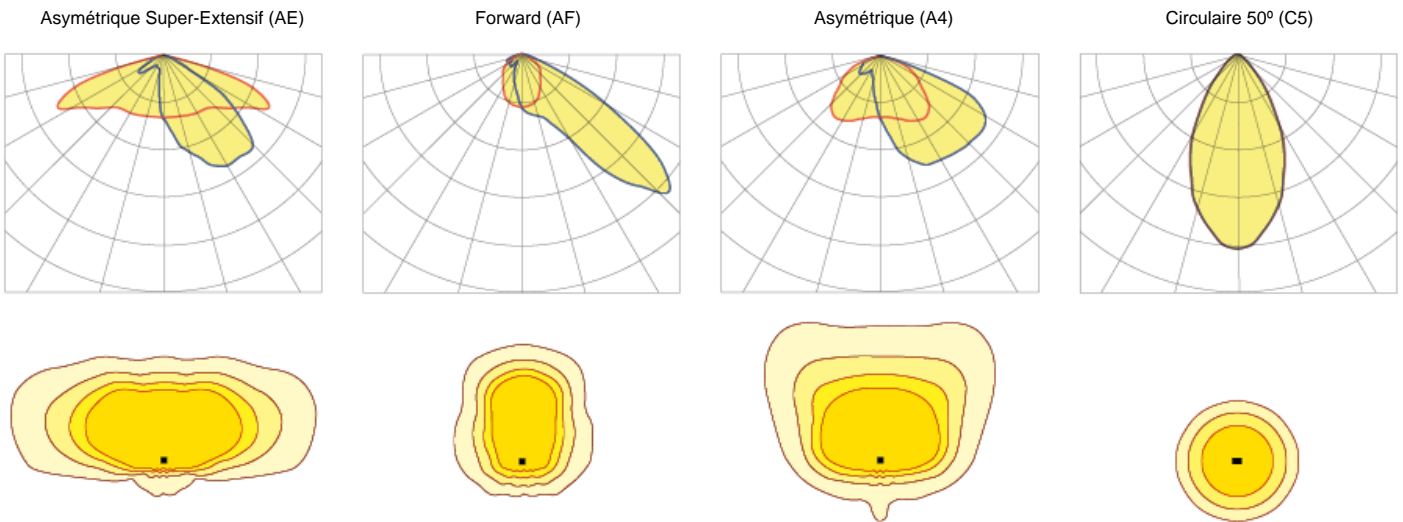 Asymétrique Super-Extensif (AE)
Forward (AF)
Asymétrique (A4)
Circulaire 50º (C5)